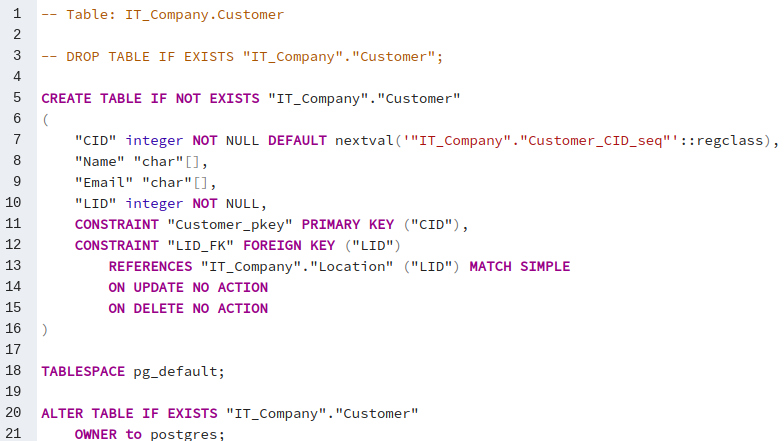 1 -- Table: IT_Company.Customer
2
3 -- DROP TABLE IF EXISTS "IT_Company"."Customer";
4
5 CREATE TABLE IF NOT EXISTS "IT_Company"."Customer"
6 (
7     "CID" integer NOT NULL DEFAULT nextval('"IT_Company"."Customer_CID_seq"'::regclass),
8     "Name" "char"[],
9     "Email" "char"[],
10     "LID" integer NOT NULL,
11     CONSTRAINT "Customer_pkey" PRIMARY KEY ("CID"),
12     CONSTRAINT "LID_FK" FOREIGN KEY ("LID")
13         REFERENCES "IT_Company"."Location" ("LID") MATCH SIMPLE
14         ON UPDATE NO ACTION
15         ON DELETE NO ACTION
16 )
17
18 TABLESPACE pg_default;
19
20 ALTER TABLE IF EXISTS "IT_Company"."Customer"
21     OWNER to postgres;